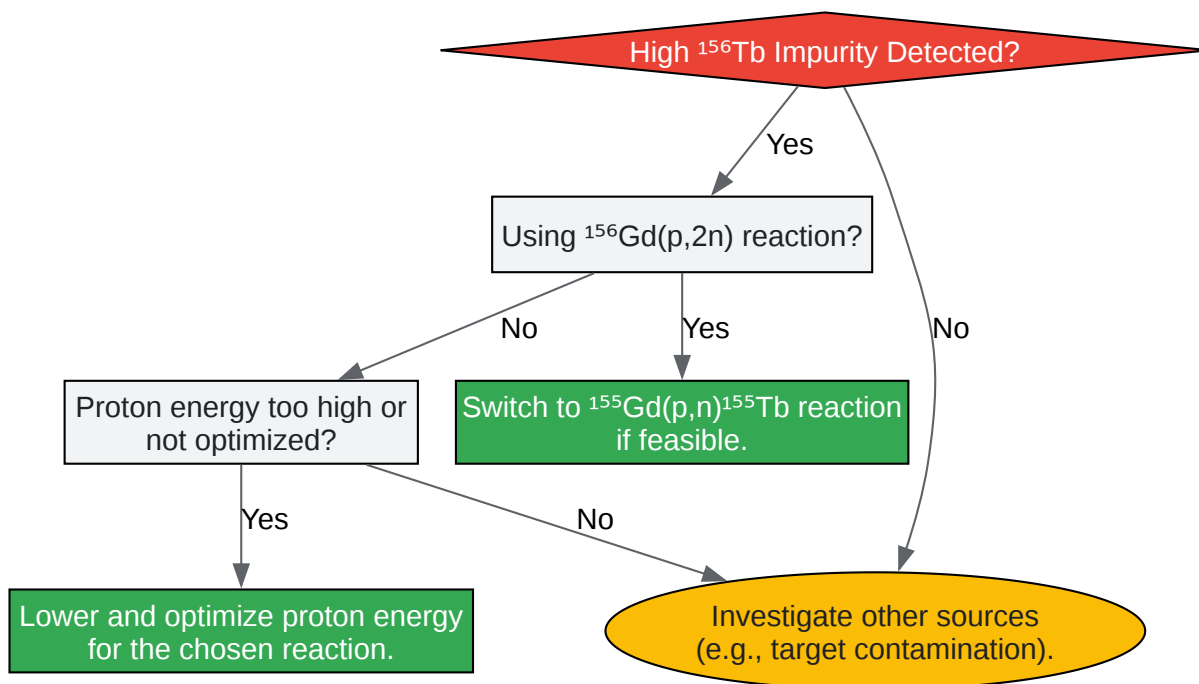 High ¹⁵⁶Tb Impurity Detected?
Yes
Using ¹⁵⁶Gd(p,2n) reaction?
No
Yes
No
Proton energy too high or
not optimized?
Switch to ¹⁵⁵Gd(p,n)¹⁵⁵Tb reaction
if feasible.
Yes
No
Lower and optimize proton energy
for the chosen reaction.
Investigate other sources
(e.g., target contamination).